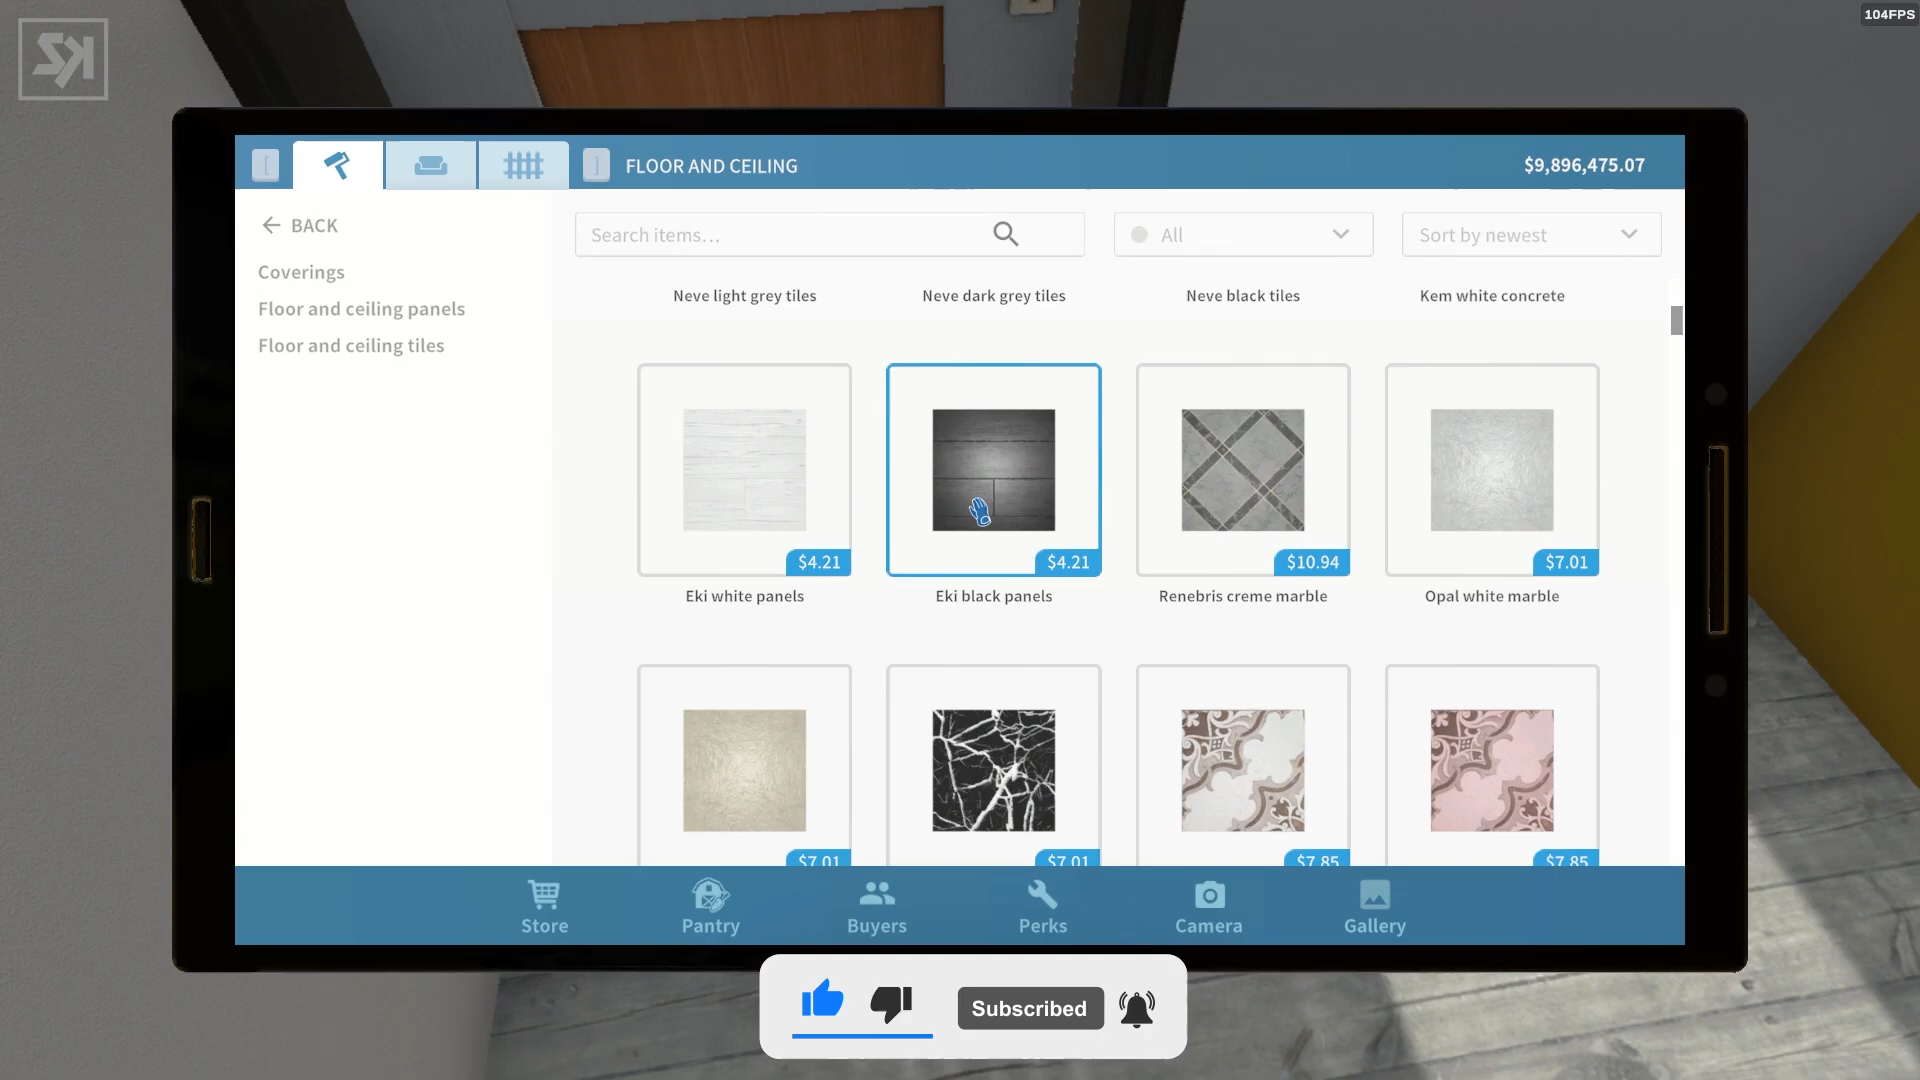 104FPS
[
]
FLOOR AND CEILING
$9,896,475.07
BACK
Coverings
Floor and ceiling panels
Floor and ceiling tiles
Search items...
All
Sort by newest
Neve light grey tiles
Neve dark grey tiles
Neve black tiles
Kem white concrete
$4.21
$4.21
$10.94
$7.01
Eki white panels
Eki black panels
Renebris creme marble
Opal white marble
$7.01
$7.01
$7.85
$7.85
Store
Pantry
Buyers
Perks
Camera
Gallery
Subscribed